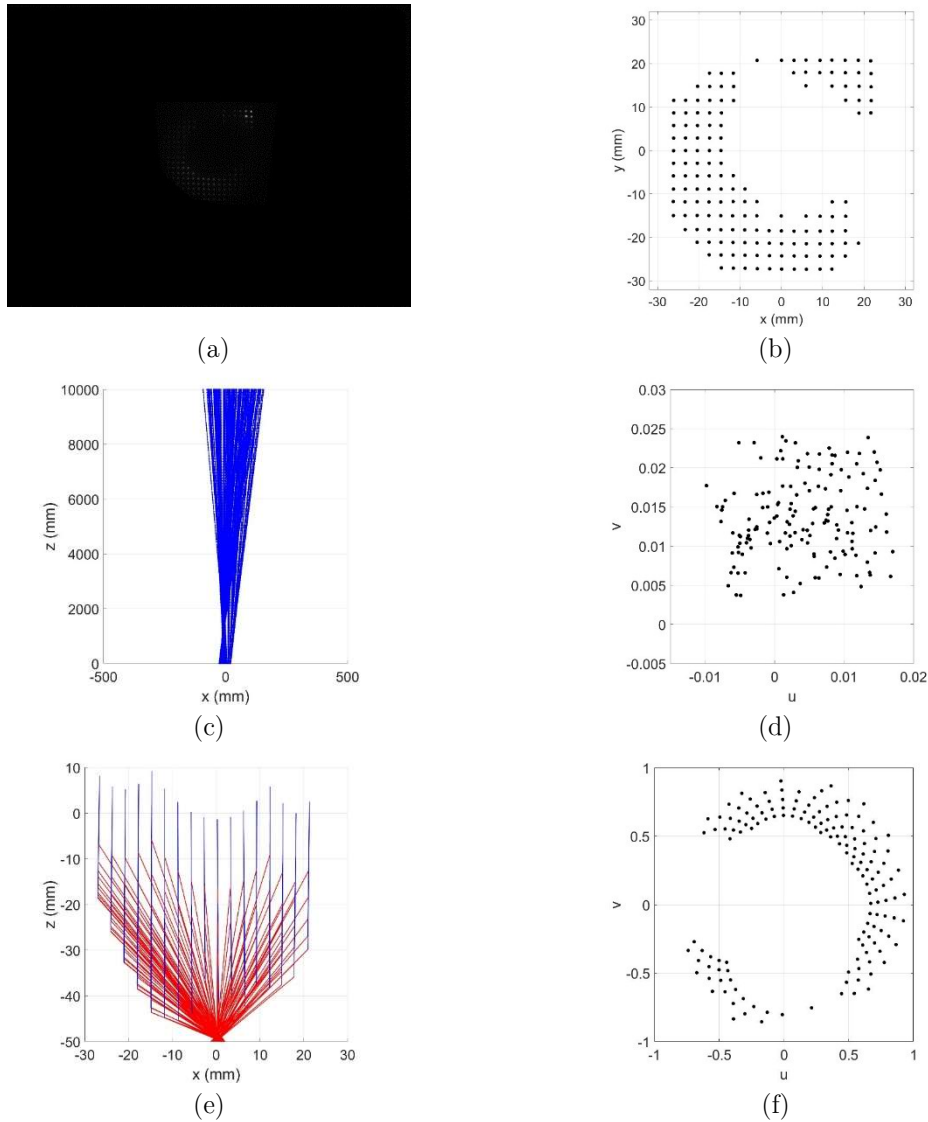 30
20
10
0
-10
-20
-30
y (mm)
-30 -20 -10 0 10 20 30
x (mm)
(a)
(b)
10000
8000
6000
4000
2000
0
z (mm)
-500 0 500
x (mm)
(c)
0.03
0.025
0.02
0.015
0.01
0.005
0
-0.005
v
-0.01 0 0.01 0.02
u
(d)
10
0
-10
-20
-30
-40
-50
z (mm)
-30 -20 -10 0 10 20 30
x (mm)
(e)
1
0.5
0
-0.5
-1
v
-1 -0.5 0 0.5 1
u
(f)